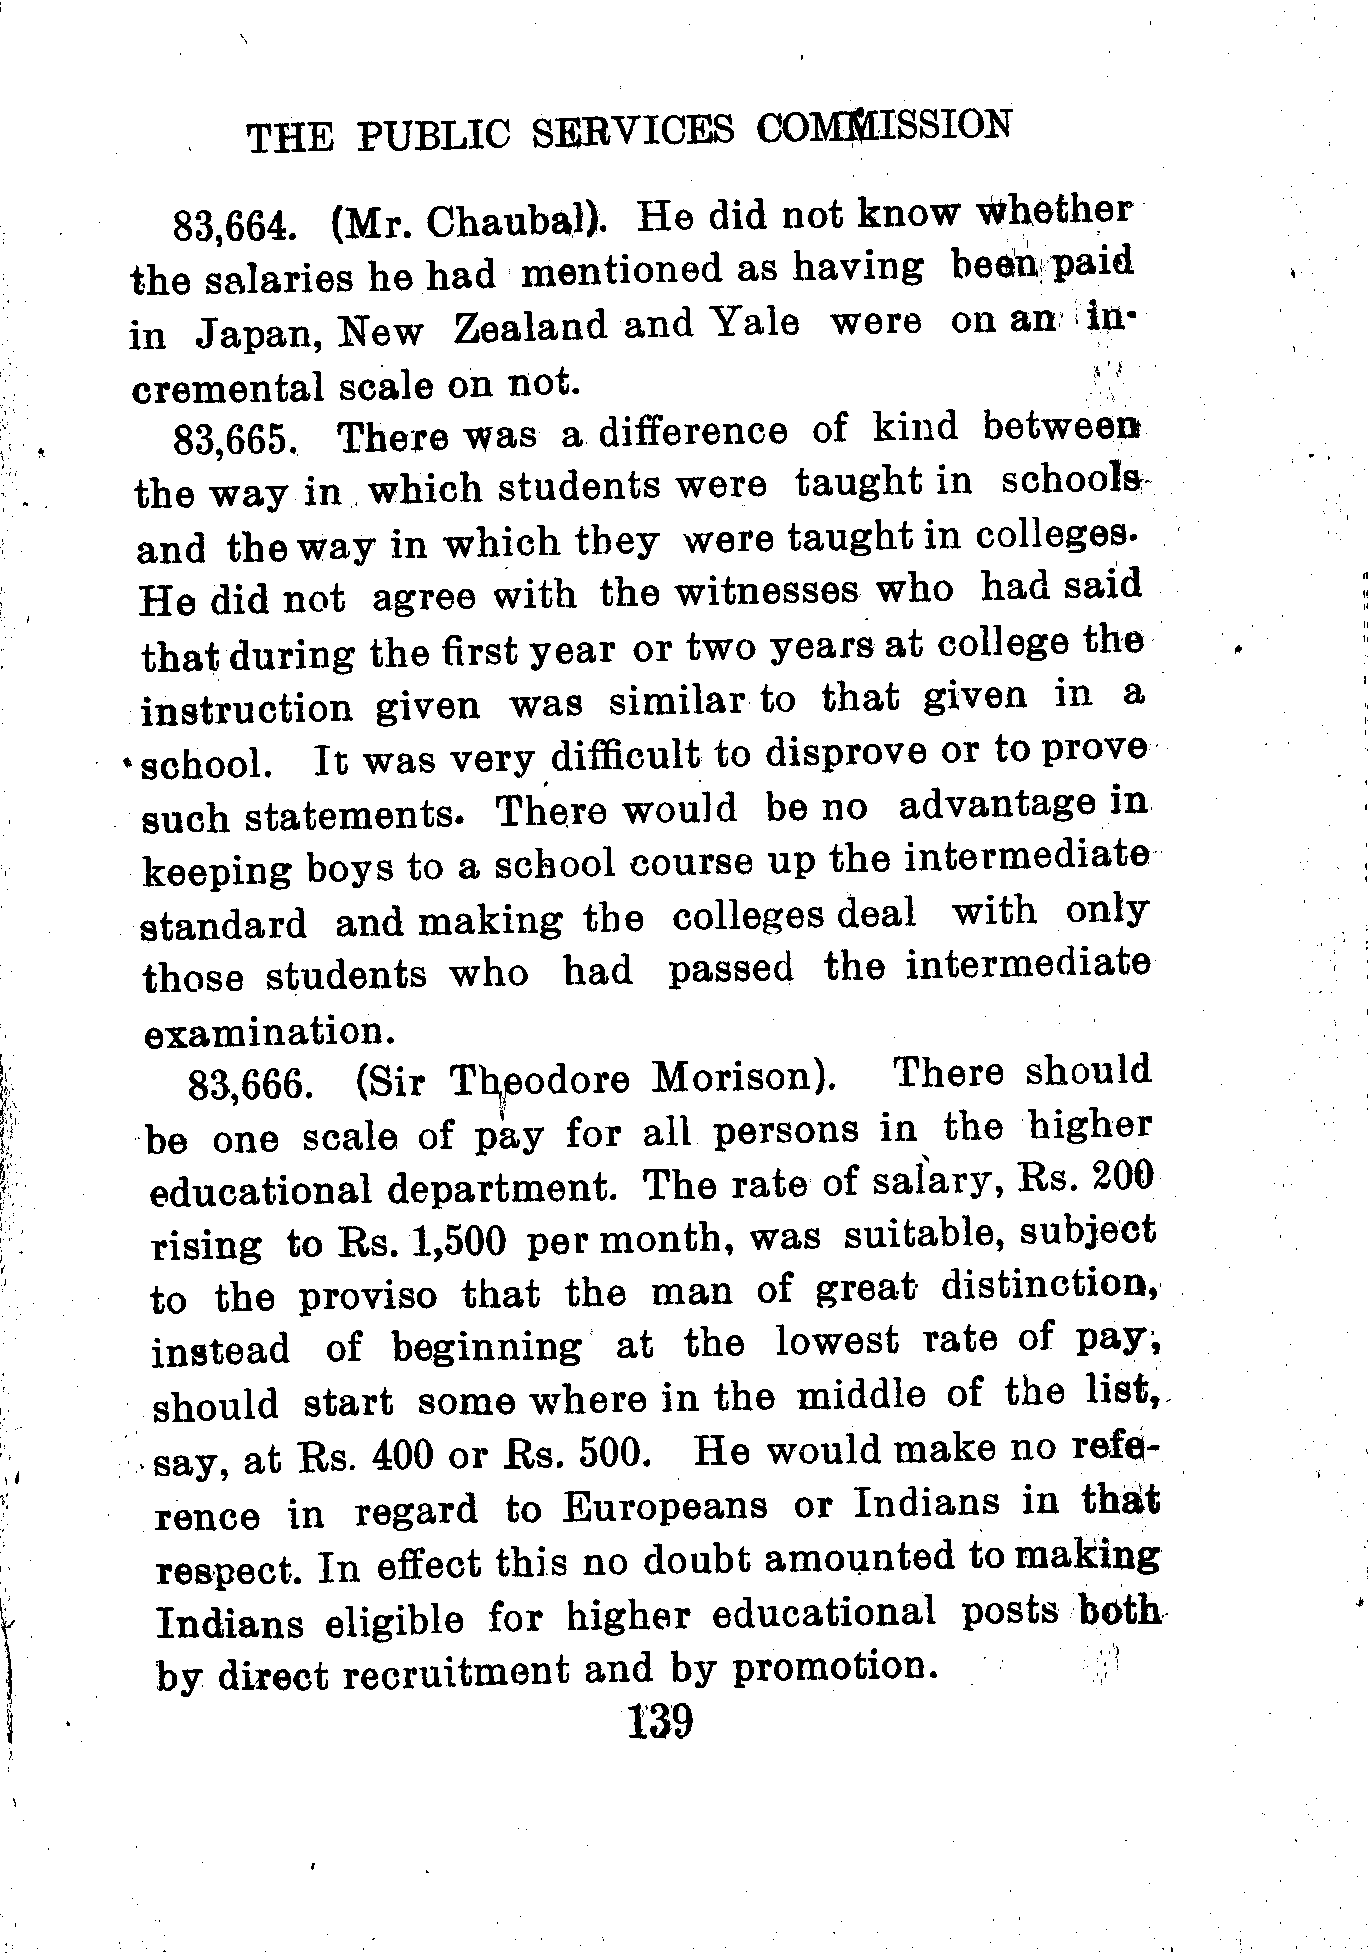 THE PUBLIC SERVICES COMMISSION
83,664. (Mr. Chaubal). He did not know whether
the salaries he had mentioned as having been paid
in Japan, New Zealand and Yale were on an in-
cremental scale on not.
83,665. There was a difference of kind between
the way in which students were taught in schools
and the way in which they were taught in colleges.
He did not agree with the witnesses who had said
that during the first year or two years at college the
instruction given was similar to that given in a
school. It was very difficult to disprove or to prove
such statements. There would be no advantage in
keeping boys to a school course up the intermediate
standard and making the colleges deal with only
those students who had passed the intermediate
examination.
83,666. (Sir Theodore Morison). There should
be one scale of pay for all persons in the higher
educational department. The rate of salary, Rs. 200
rising to Rs. 1,500 per month, was suitable, subject
to the proviso that the man of great distinction,
instead of beginning at the lowest rate of pay,
should start some where in the middle of the list,
say, at Rs. 400 or Rs. 500. He would make no refe-
rence in regard to Europeans or Indians in that
respect. In effect this no doubt amounted to making
Indians eligible for higher educational posts both
by direct recruitment and by promotion.
139